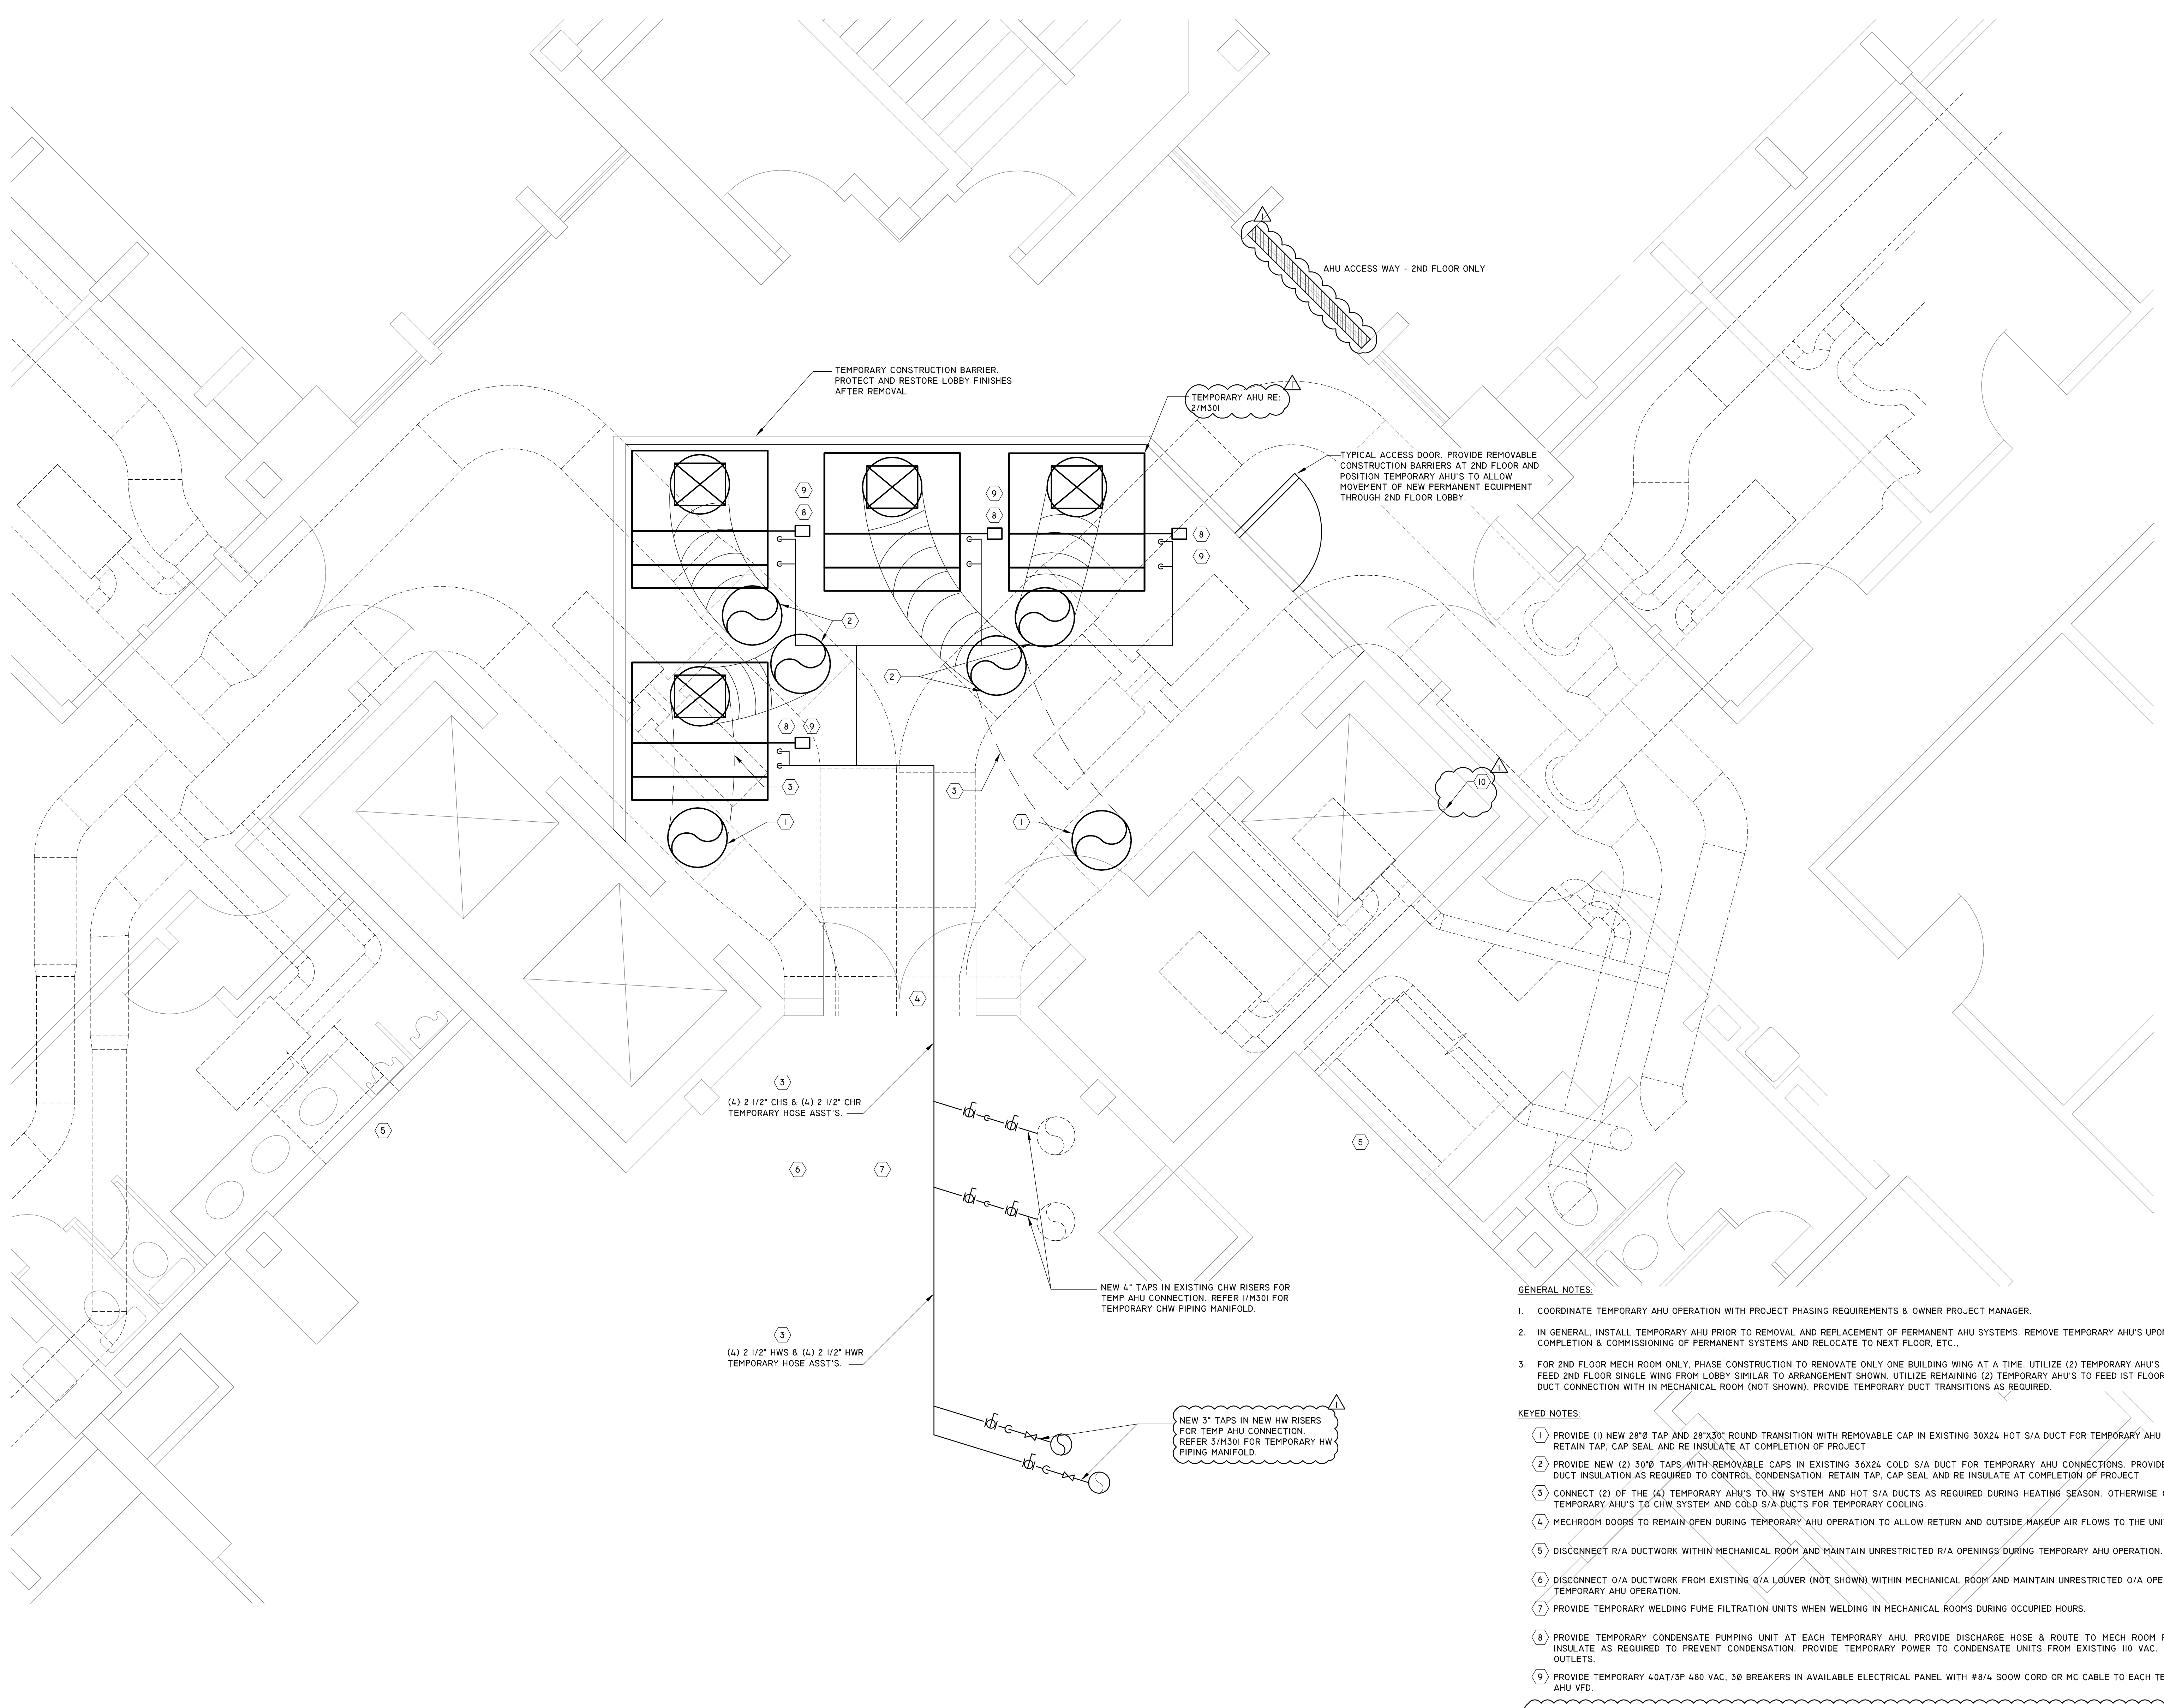 1
AHU ACCESS WAY - 2ND FLOOR ONLY
TEMPORARY CONSTRUCTION BARRIER.
PROTECT AND RESTORE LOBBY FINISHES
AFTER REMOVAL
1
TEMPORARY AHU RE:
2/M301
TYPICAL ACCESS DOOR. PROVIDE REMOVABLE
CONSTRUCTION BARRIERS AT 2ND FLOOR AND
POSITION TEMPORARY AHU'S TO ALLOW
MOVEMENT OF NEW PERMANENT EQUIPMENT
THROUGH 2ND FLOOR LOBBY.
9
8
9
8
8
9
2
2
8 9
3
3
1
1
1
10
4
3
(4) 2 1/2" CHS & (4) 2 1/2" CHR
TEMPORARY HOSE ASST'S.
5
5
6
7
NEW 4" TAPS IN EXISTING CHW RISERS FOR
TEMP AHU CONNECTION. REFER 1/M301 FOR
TEMPORARY CHW PIPING MANIFOLD.
3
(4) 2 1/2" HWS & (4) 2 1/2" HWR
TEMPORARY HOSE ASST'S.
1
NEW 3" TAPS IN NEW HW RISERS
FOR TEMP AHU CONNECTION.
REFER 3/M301 FOR TEMPORARY HW
PIPING MANIFOLD.
GENERAL NOTES:
1. COORDINATE TEMPORARY AHU OPERATION WITH PROJECT PHASING REQUIREMENTS & OWNER PROJECT MANAGER.
2. IN GENERAL, INSTALL TEMPORARY AHU PRIOR TO REMOVAL AND REPLACEMENT OF PERMANENT AHU SYSTEMS. REMOVE TEMPORARY AHU'S UPON
COMPLETION & COMMISSIONING OF PERMANENT SYSTEMS AND RELOCATE TO NEXT FLOOR, ETC.,
3. FOR 2ND FLOOR MECH ROOM ONLY, PHASE CONSTRUCTION TO RENOVATE ONLY ONE BUILDING WING AT A TIME. UTILIZE (2) TEMPORARY AHU'S
FEED 2ND FLOOR SINGLE WING FROM LOBBY SIMILAR TO ARRANGEMENT SHOWN. UTILIZE REMAINING (2) TEMPORARY AHU'S TO FEED 1ST FLOOR
DUCT CONNECTION WITH IN MECHANICAL ROOM (NOT SHOWN). PROVIDE TEMPORARY DUCT TRANSITIONS AS REQUIRED.
KEYED NOTES:
1 PROVIDE (1) NEW 28"Ø TAP AND 28"X30" ROUND TRANSITION WITH REMOVABLE CAP IN EXISTING 30X24 HOT S/A DUCT FOR TEMPORARY AHU
RETAIN TAP, CAP SEAL AND RE INSULATE AT COMPLETION OF PROJECT
2 PROVIDE NEW (2) 30"Ø TAPS WITH REMOVABLE CAPS IN EXISTING 36X24 COLD S/A DUCT FOR TEMPORARY AHU CONNECTIONS. PROVIDE
DUCT INSULATION AS REQUIRED TO CONTROL CONDENSATION. RETAIN TAP, CAP SEAL AND RE INSULATE AT COMPLETION OF PROJECT
3 CONNECT (2) OF THE (4) TEMPORARY AHU'S TO HW SYSTEM AND HOT S/A DUCTS AS REQUIRED DURING HEATING SEASON. OTHERWISE
TEMPORARY AHU'S TO CHW SYSTEM AND COLD S/A DUCTS FOR TEMPORARY COOLING.
4 MECHROOM DOORS TO REMAIN OPEN DURING TEMPORARY AHU OPERATION TO ALLOW RETURN AND OUTSIDE MAKEUP AIR FLOWS TO THE
5 DISCONNECT R/A DUCTWORK WITHIN MECHANICAL ROOM AND MAINTAIN UNRESTRICTED R/A OPENINGS DURING TEMPORARY AHU OPERATION.
6 DISCONNECT O/A DUCTWORK FROM EXISTING O/A LOUVER (NOT SHOWN) WITHIN MECHANICAL ROOM AND MAINTAIN UNRESTRICTED O/A
TEMPORARY AHU OPERATION.
7 PROVIDE TEMPORARY WELDING FUME FILTRATION UNITS WHEN WELDING IN MECHANICAL ROOMS DURING OCCUPIED HOURS.
8 PROVIDE TEMPORARY CONDENSATE PUMPING UNIT AT EACH TEMPORARY AHU. PROVIDE DISCHARGE HOSE & ROUTE TO MECH ROOM
INSULATE AS REQUIRED TO PREVENT CONDENSATION. PROVIDE TEMPORARY POWER TO CONDENSATE UNITS FROM EXISTING 110 VAC.
OUTLETS.
9 PROVIDE TEMPORARY 40AT/3P 480 VAC, 3Ø BREAKERS IN AVAILABLE ELECTRICAL PANEL WITH #8/4 SOOW CORD OR MC CABLE TO EACH
AHU VFD.